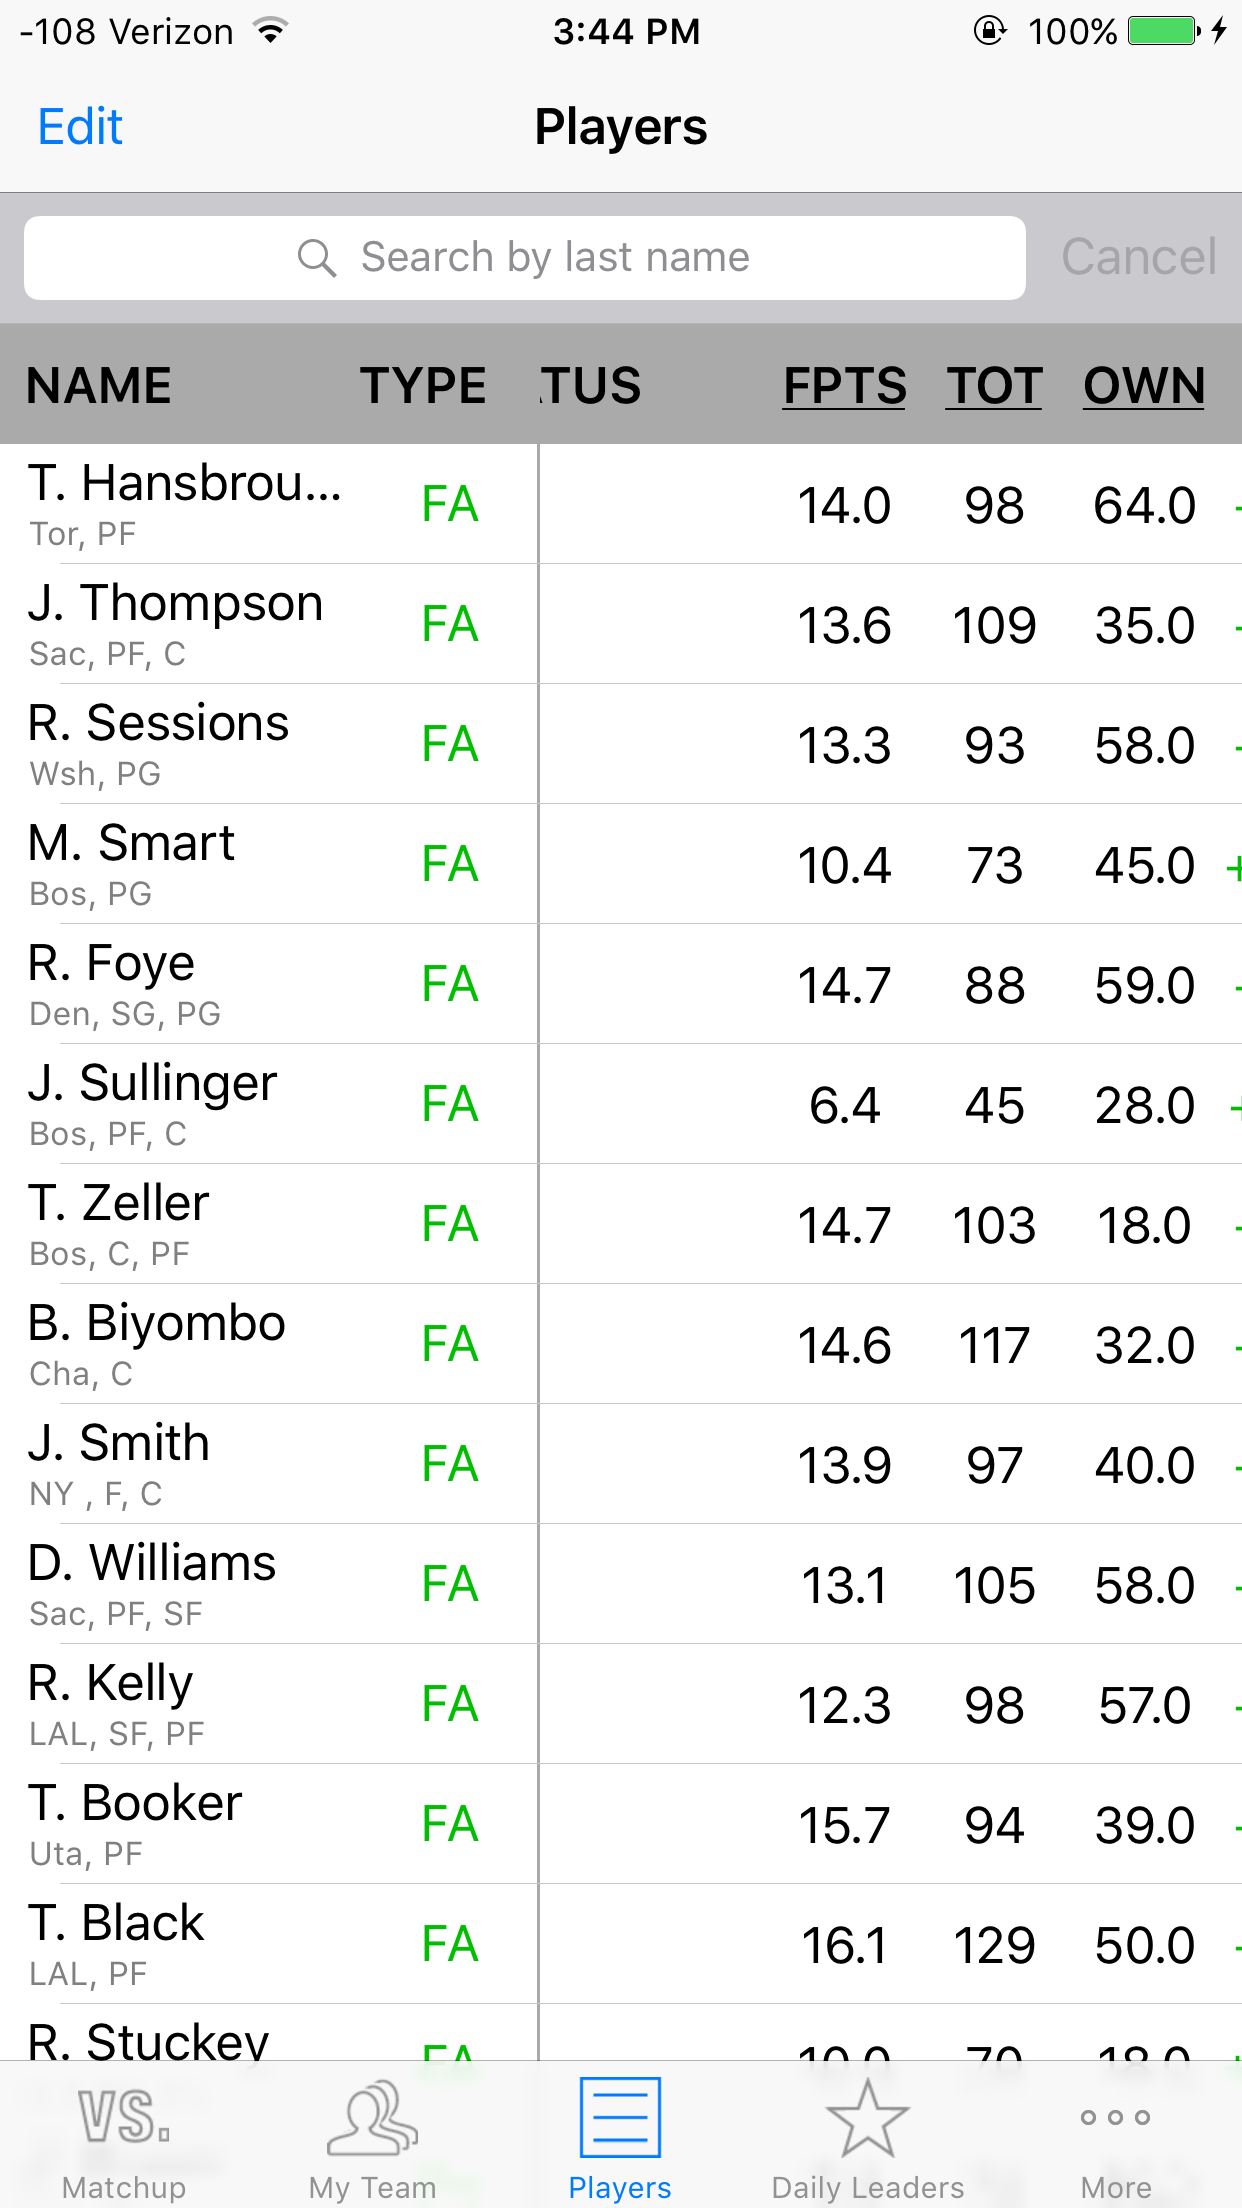 -108 Verizon 3:44 PM 100%
Edit Players
Search by last name Cancel
NAME TYPE TUS FPTS TOT OWN
T. Hansbrou... FA 14.0 98 64.0 -
Tor, PF
J. Thompson FA 13.6 109 35.0 -
Sac, PF, C
R. Sessions FA 13.3 93 58.0 -
Wsh, PG
M. Smart FA 10.4 73 45.0 +
Bos, PG
R. Foye FA 14.7 88 59.0 -
Den, SG, PG
J. Sullinger FA 6.4 45 28.0 +
Bos, PF, C
T. Zeller FA 14.7 103 18.0 -
Bos, C, PF
B. Biyombo FA 14.6 117 32.0 -
Cha, C
J. Smith FA 13.9 97 40.0 -
NY , F, C
D. Williams FA 13.1 105 58.0 -
Sac, PF, SF
R. Kelly FA 12.3 98 57.0 -
LAL, SF, PF
T. Booker FA 15.7 94 39.0 -
Uta, PF
T. Black FA 16.1 129 50.0 -
LAL, PF
R. Stuckey FA
VS.
Matchup My Team Players Daily Leaders More